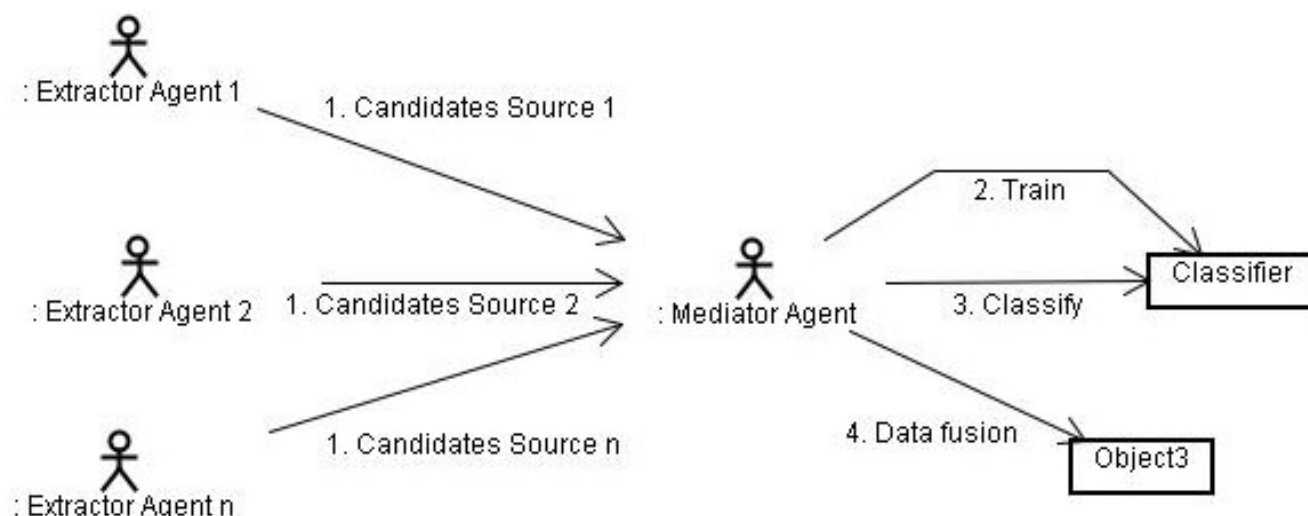 : Extractor Agent 1
1. Candidates Source 1
2. Train
Classifier
: Extractor Agent 2
1. Candidates Source 2
: Mediator Agent
3. Classify
1. Candidates Source n
4. Data fusion
Object3
: Extractor Agent n